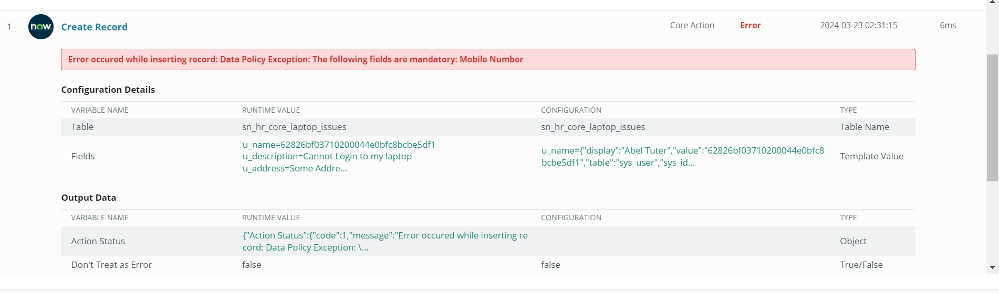 1 now. Create Record Core Action Error 2024-03-23 02:31:15 6ms
Error occured while inserting record: Data Policy Exception: The following fields are mandatory: Mobile Number
Configuration Details
VARIABLE NAME RUNTIME VALUE CONFIGURATION TYPE
Table sn_hr_core_laptop_issues sn_hr_core_laptop_issues Table Name
Fields
u_name=62826bf03710200044e0bfc8bcbe5df1
u_description=Cannot Login to my laptop
u_address=Some Addre...
u_name={"display":"Abel Tuter","value":"62826bf03710200044e0bfc8
bcbe5df1","table":"sys_user","sys_id...
Template Value
Output Data
VARIABLE NAME RUNTIME VALUE CONFIGURATION TYPE
Action Status
{"Action Status":{"code":1,"message":"Error occured while inserting re
cord: Data Policy Exception: \...
Object
Don't Treat as Error false false True/False